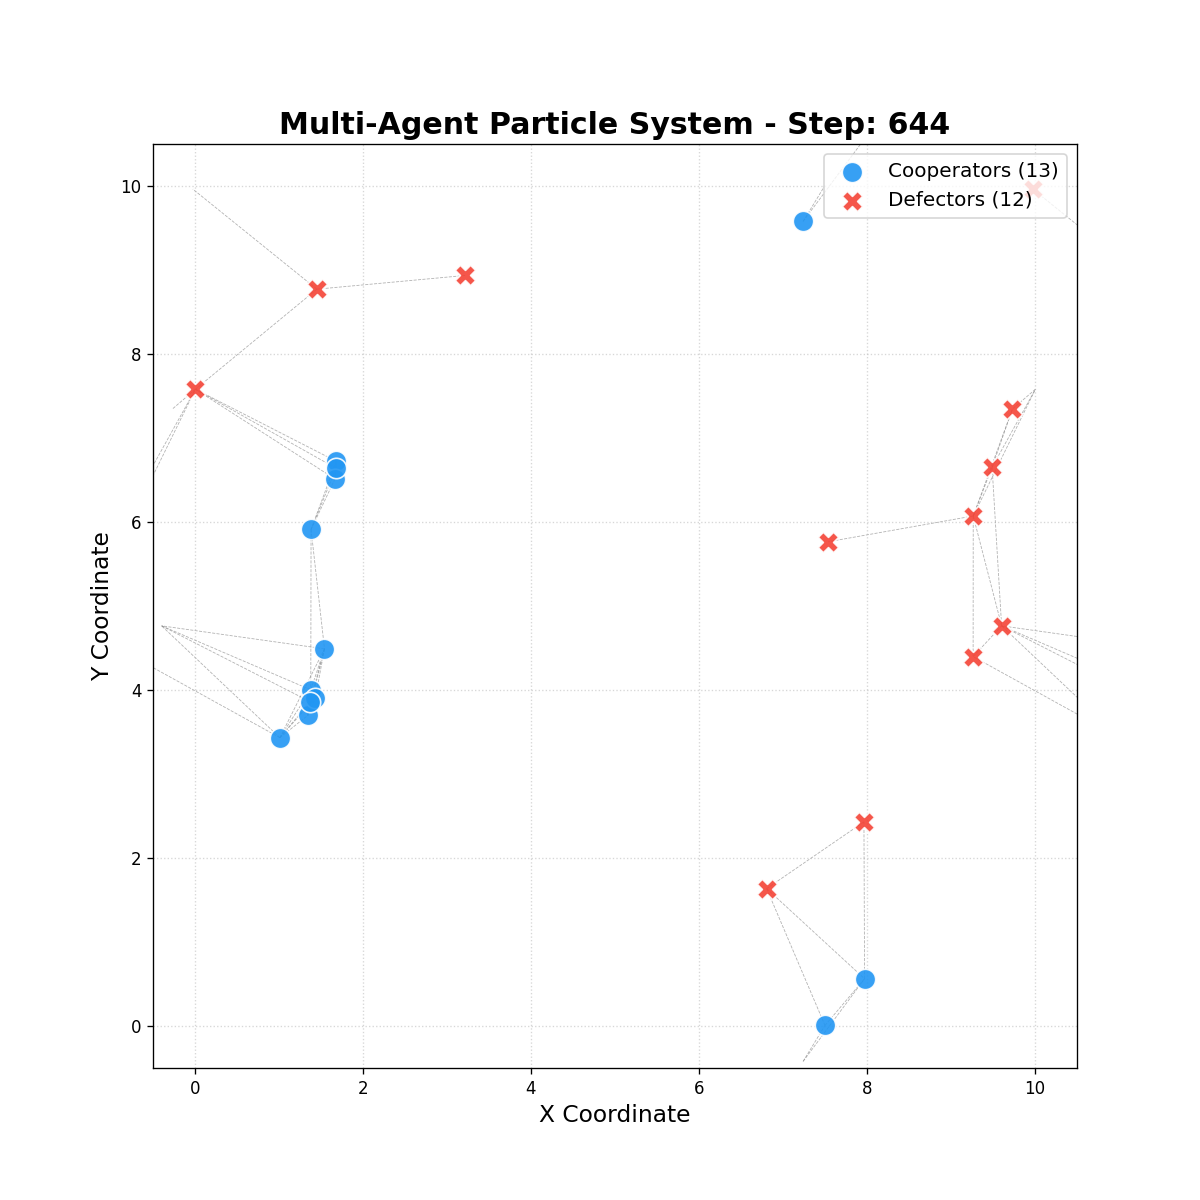 Multi-Agent Particle System - Step: 644
Cooperators (13)
Defectors (12)
Y Coordinate
10
8
6
4
2
0
0 2 4 6 8 10
X Coordinate